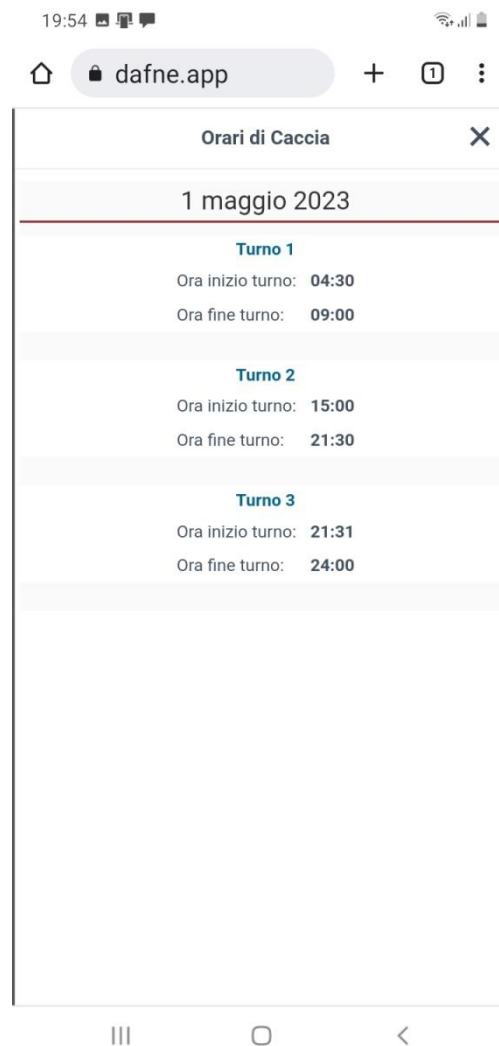 19:54
dafne.app
1
Orari di Caccia
1 maggio 2023
Turno 1
Ora inizio turno: 04:30
Ora fine turno: 09:00
Turno 2
Ora inizio turno: 15:00
Ora fine turno: 21:30
Turno 3
Ora inizio turno: 21:31
Ora fine turno: 24:00